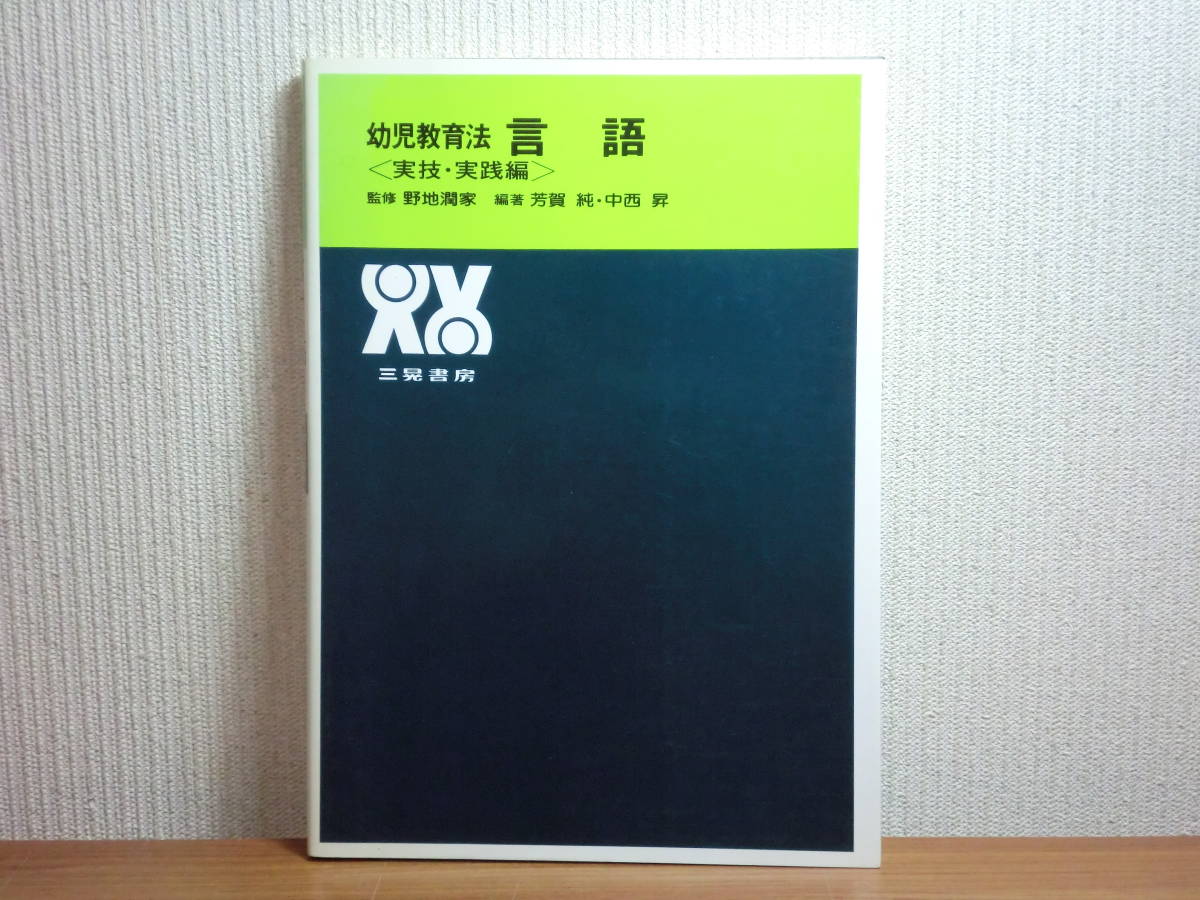 幼児教育法 言 語
〈実技・実践編〉
監修 野地潤家 編著 芳賀 純・中西 昇
三晃書房